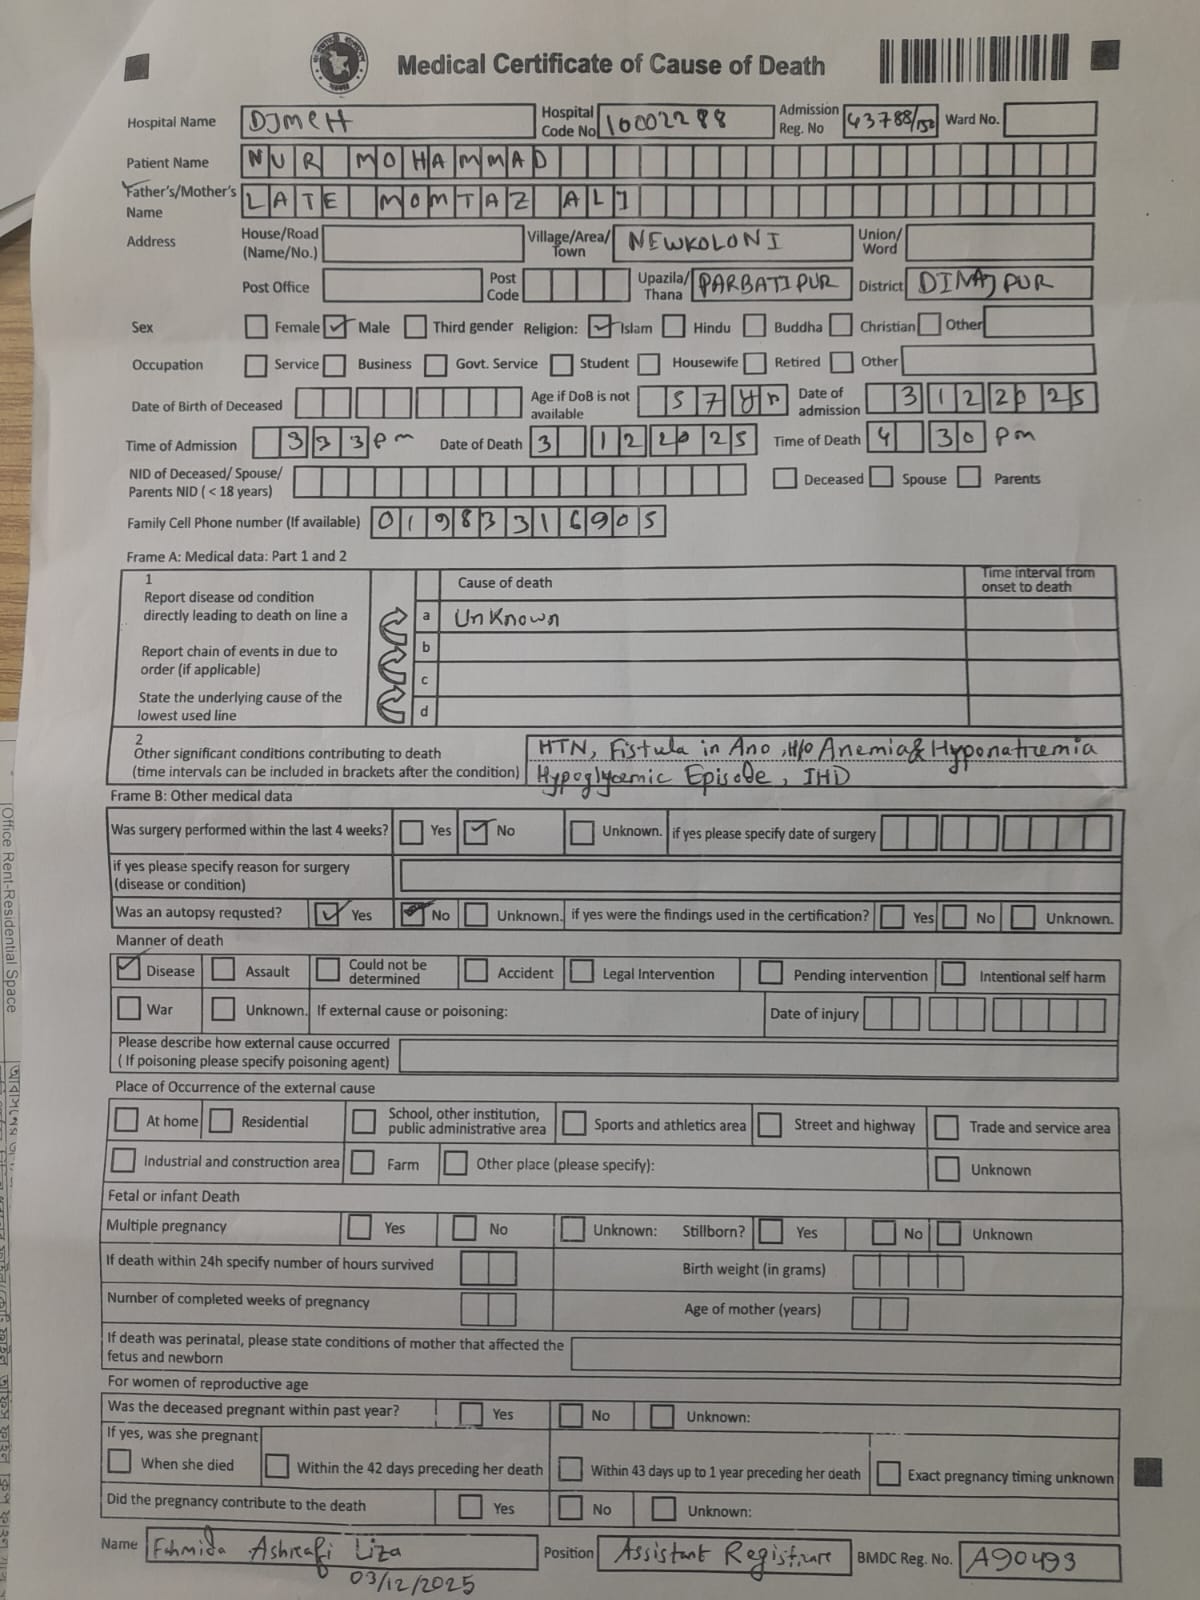 Medical Certificate of Cause of Death
Hospital Name DJMCH Hospital Code No 10002288 Admission Reg. No 43788/152 Ward No.
Patient Name NUR MOHAMMAD
Father's/Mother's Name LATE MOMTAZ ALI
Address House/Road (Name/No.) Village/Area/Town NEWKOLONI Union/Word
Post Office Post Code Upazila/Thana PARBATIPUR District DINAJPUR
Sex Female Male Third gender Religion: Islam Hindu Buddha Christian Other
Occupation Service Business Govt. Service Student Housewife Retired Other
Date of Birth of Deceased Age if DoB is not available 57 yr Date of admission 3 12 2025
Time of Admission 3 33 pm Date of Death 3 12 2025 Time of Death 4 30 pm
NID of Deceased/ Spouse/ Parents NID ( < 18 years) Deceased Spouse Parents
Family Cell Phone number (If available) 01983316905
Frame A: Medical data: Part 1 and 2
1 Cause of death Time interval from onset to death
Report disease od condition directly leading to death on line a
a Unknown
Report chain of events in due to order (if applicable)
b
c
State the underlying cause of the lowest used line
d
2
Other significant conditions contributing to death (time intervals can be included in brackets after the condition)
HTN, Fistula in Ano, H/o Anemia & Hyponatremia
Hypoglycemic Episode, IHD
Frame B: Other medical data
Was surgery performed within the last 4 weeks? Yes No Unknown. if yes please specify date of surgery
if yes please specify reason for surgery (disease or condition)
Was an autopsy requsted? Yes No Unknown. if yes were the findings used in the certification? Yes No Unknown.
Manner of death
Disease Assault Could not be determined Accident Legal Intervention Pending intervention Intentional self harm
War Unknown. If external cause or poisoning: Date of injury
Please describe how external cause occurred ( If poisoning please specify poisoning agent)
Place of Occurrence of the external cause
At home Residential School, other institution, public administrative area Sports and athletics area Street and highway Trade and service area
Industrial and construction area Farm Other place (please specify): Unknown
Fetal or infant Death
Multiple pregnancy Yes No Unknown: Stillborn? Yes No Unknown
If death within 24h specify number of hours survived Birth weight (in grams)
Number of completed weeks of pregnancy Age of mother (years)
If death was perinatal, please state conditions of mother that affected the fetus and newborn
For women of reproductive age
Was the deceased pregnant within past year? Yes No Unknown:
If yes, was she pregnant
When she died Within the 42 days preceding her death Within 43 days up to 1 year preceding her death Exact pregnancy timing unknown
Did the pregnancy contribute to the death Yes No Unknown:
Name Fahmida Ashrafi Liza Position Assistant Registrare BMDC Reg. No. A90493
03/12/2025
Office Rent-Residential Space